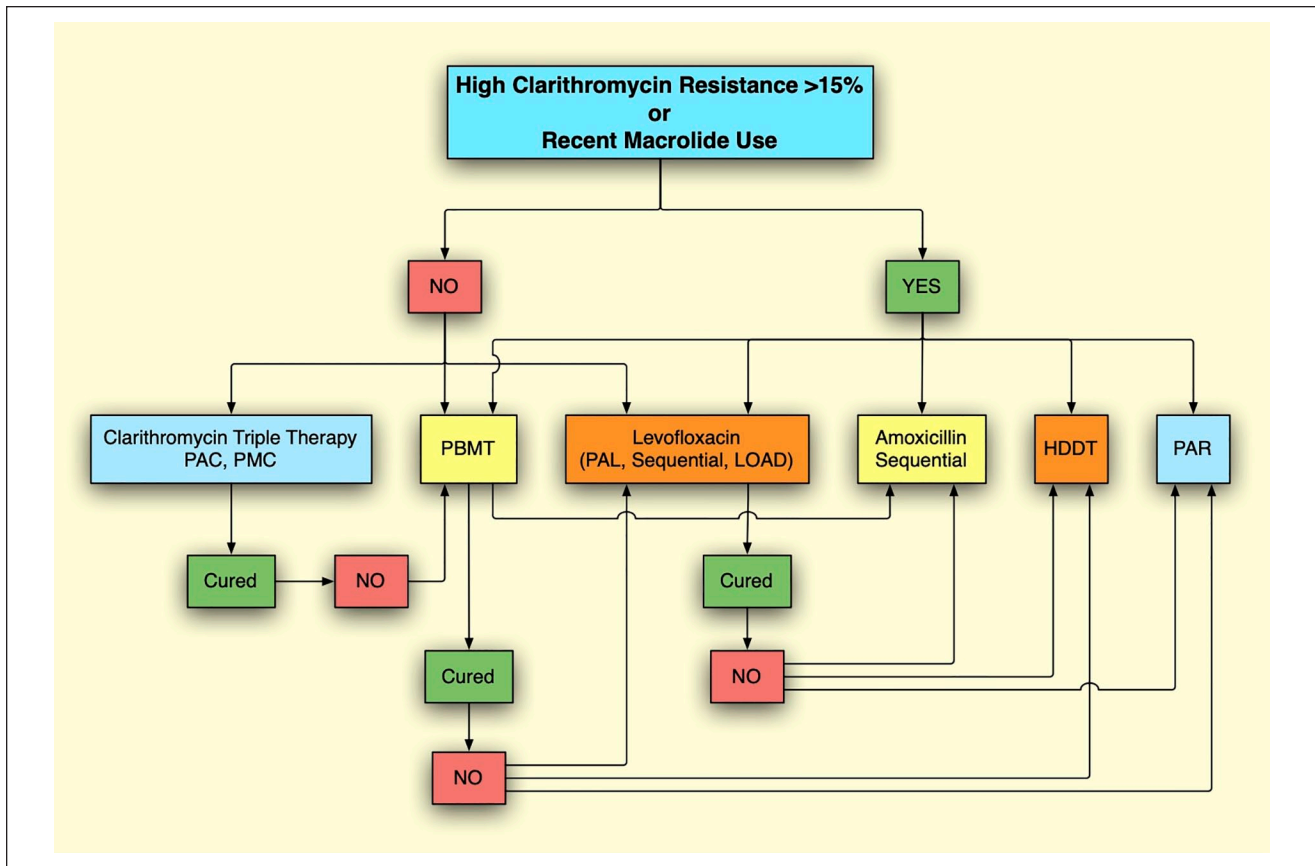 High Clarithromycin Resistance >15%
or
Recent Macrolide Use
NO
YES
Clarithromycin Triple Therapy
PAC, PMC
PBMT
Levofloxacin
(PAL, Sequential, LOAD)
Amoxicillin
Sequential
HDDT
PAR
Cured
NO
Cured
Cured
NO
NO